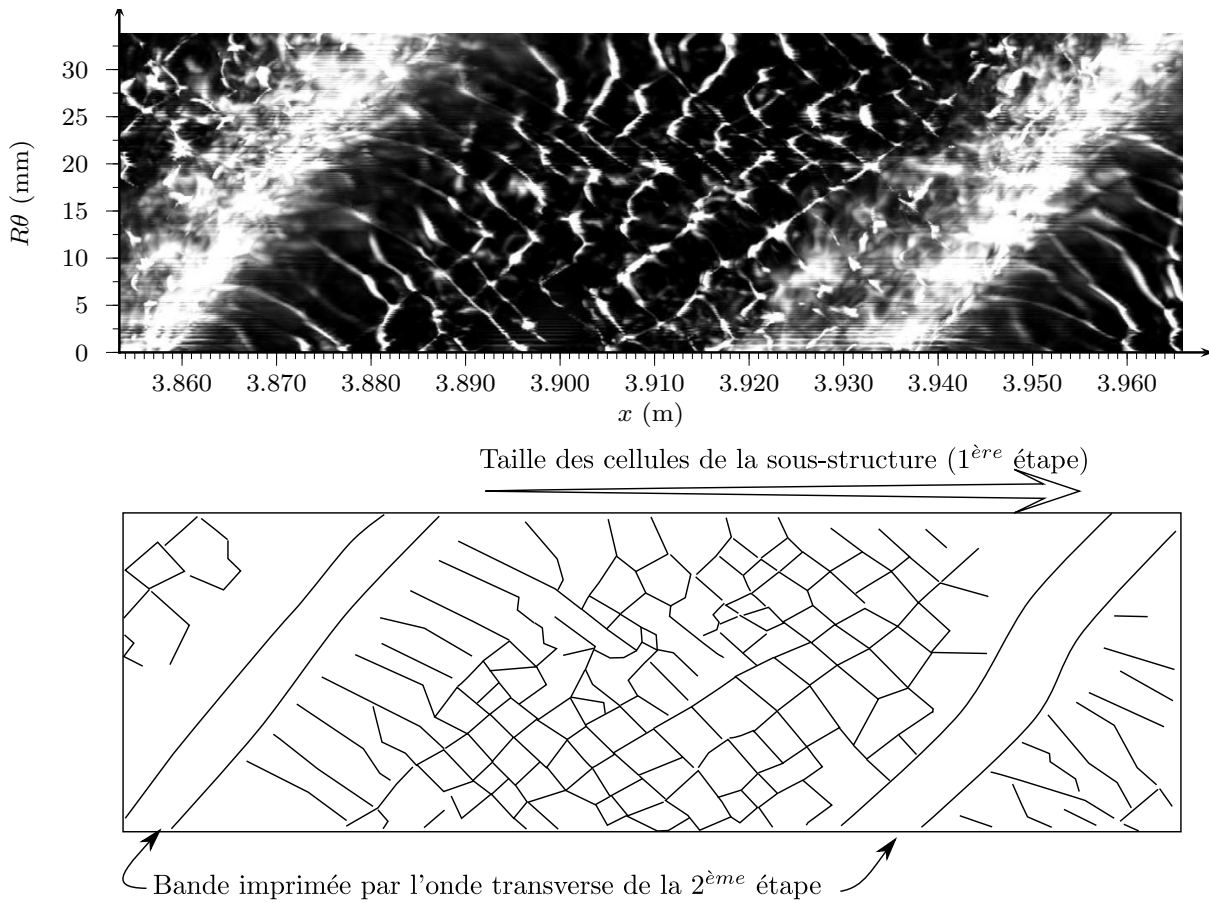 Rθ (mm)
30
25
20
15
10
5
0
3.860 3.870 3.880 3.890 3.900 3.910 3.920 3.930 3.940 3.950 3.960
x (m)
Taille des cellules de la sous-structure (1ère étape)
Bande imprimée par l'onde transverse de la 2ème étape